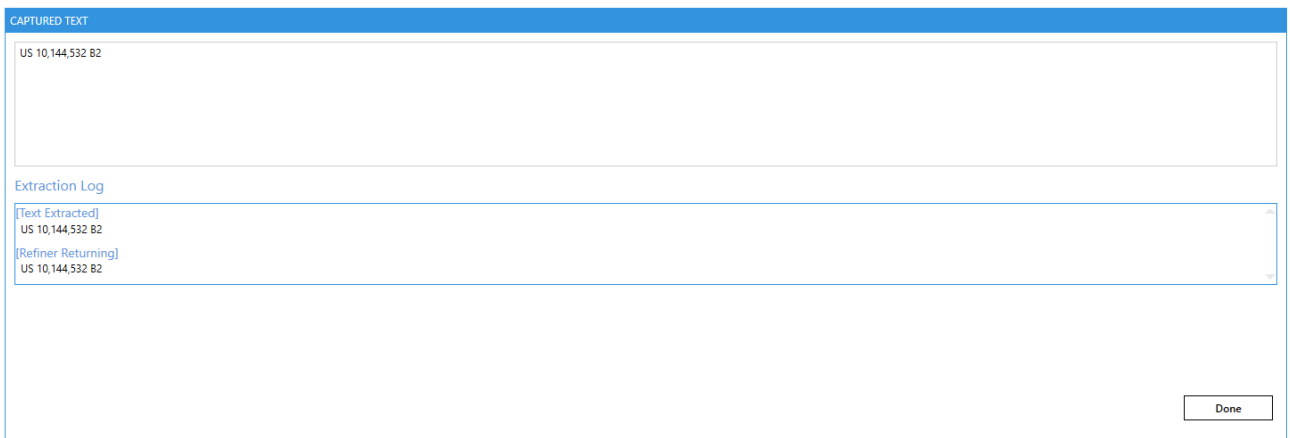 CAPTURED TEXT
US 10,144,532 B2
Extraction Log
[Text Extracted]
US 10,144,532 B2
[Refiner Returning]
US 10,144,532 B2
Done